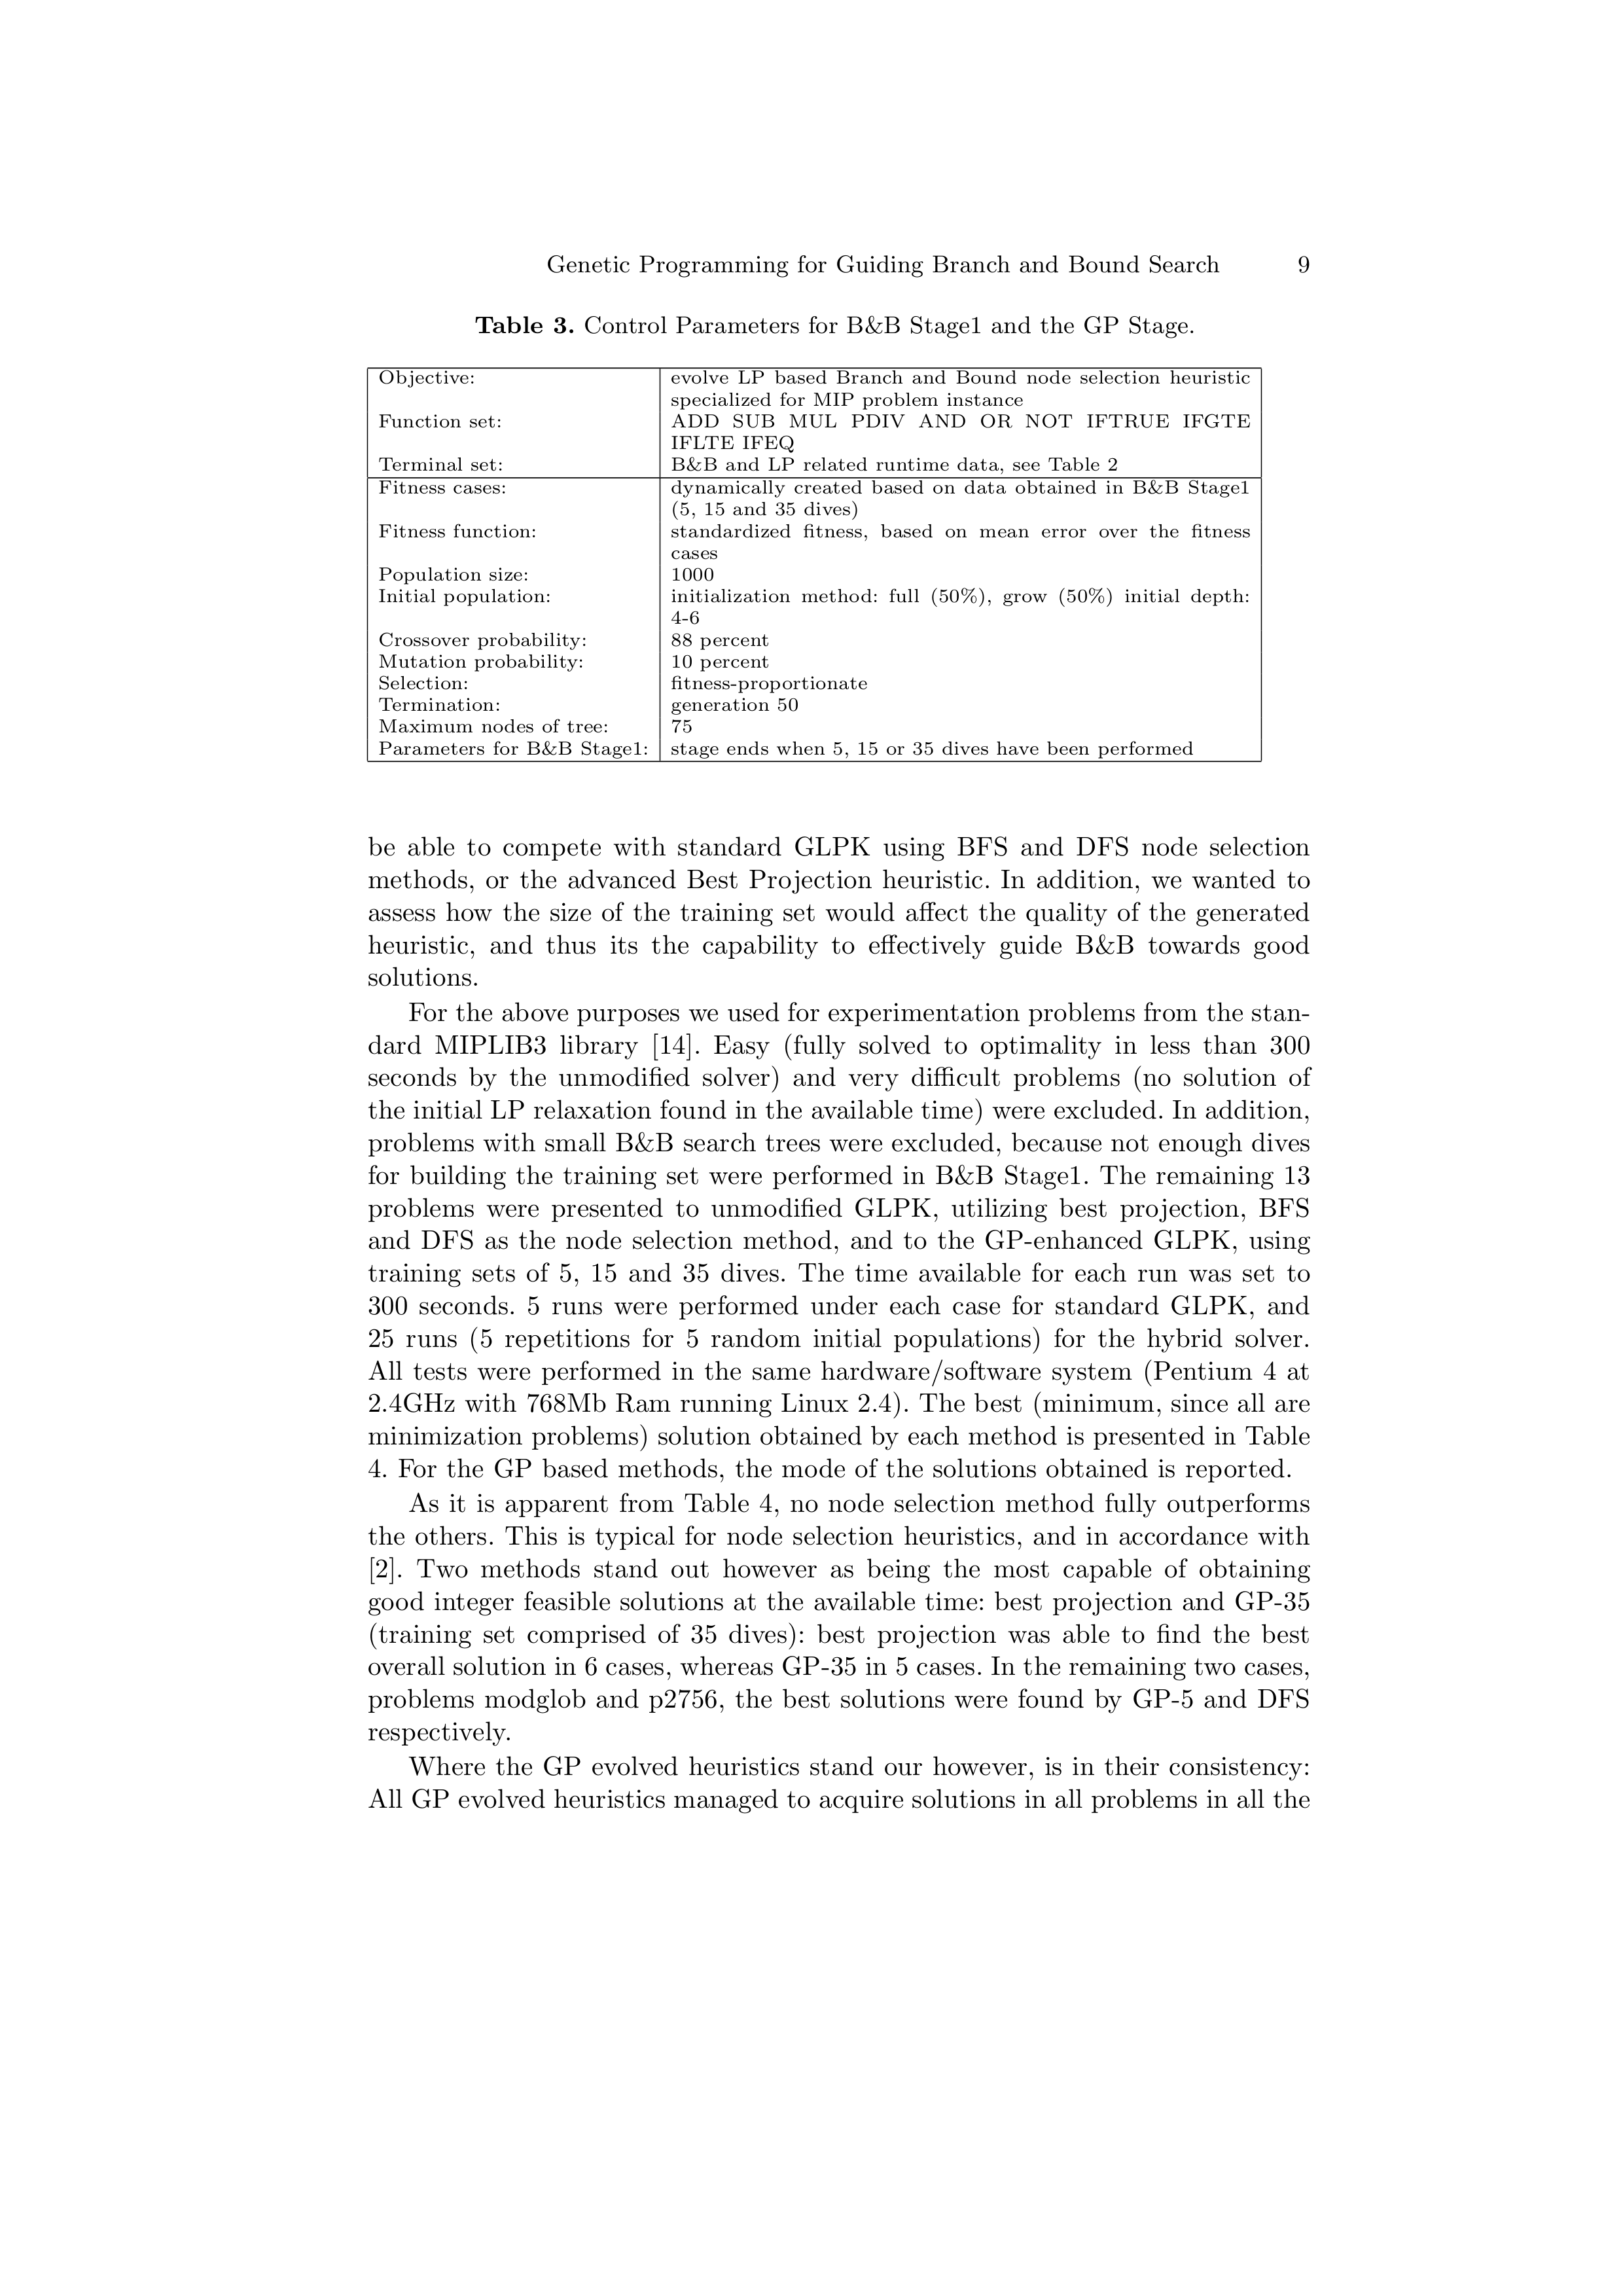 Genetic Programming for Guiding Branch and Bound Search 9
Table 3. Control Parameters for B&B Stage1 and the GP Stage.
Objective: evolve LP based Branch and Bound node selection heuristic
specialized for MIP problem instance
Function set: ADD SUB MUL PDIV AND OR NOT IFTRUE IFGTE
IFLTE IFEQ
Terminal set: B&B and LP related runtime data, see Table 2
Fitness cases: dynamically created based on data obtained in B&B Stage1
(5, 15 and 35 dives)
Fitness function: standardized fitness, based on mean error over the fitness
cases
Population size: 1000
Initial population: initialization method: full (50%), grow (50%) initial depth:
4-6
Crossover probability: 88 percent
Mutation probability: 10 percent
Selection: fitness-proportionate
Termination: generation 50
Maximum nodes of tree: 75
Parameters for B&B Stage1: stage ends when 5, 15 or 35 dives have been performed
be able to compete with standard GLPK using BFS and DFS node selection
methods, or the advanced Best Projection heuristic. In addition, we wanted to
assess how the size of the training set would affect the quality of the generated
heuristic, and thus its the capability to effectively guide B&B towards good
solutions.
For the above purposes we used for experimentation problems from the stan-
dard MIPLIB3 library [14]. Easy (fully solved to optimality in less than 300
seconds by the unmodified solver) and very difficult problems (no solution of
the initial LP relaxation found in the available time) were excluded. In addition,
problems with small B&B search trees were excluded, because not enough dives
for building the training set were performed in B&B Stage1. The remaining 13
problems were presented to unmodified GLPK, utilizing best projection, BFS
and DFS as the node selection method, and to the GP-enhanced GLPK, using
training sets of 5, 15 and 35 dives. The time available for each run was set to
300 seconds. 5 runs were performed under each case for standard GLPK, and
25 runs (5 repetitions for 5 random initial populations) for the hybrid solver.
All tests were performed in the same hardware/software system (Pentium 4 at
2.4GHz with 768Mb Ram running Linux 2.4). The best (minimum, since all are
minimization problems) solution obtained by each method is presented in Table
4. For the GP based methods, the mode of the solutions obtained is reported.
As it is apparent from Table 4, no node selection method fully outperforms
the others. This is typical for node selection heuristics, and in accordance with
[2]. Two methods stand out however as being the most capable of obtaining
good integer feasible solutions at the available time: best projection and GP-35
(training set comprised of 35 dives): best projection was able to find the best
overall solution in 6 cases, whereas GP-35 in 5 cases. In the remaining two cases,
problems modglob and p2756, the best solutions were found by GP-5 and DFS
respectively.
Where the GP evolved heuristics stand our however, is in their consistency:
All GP evolved heuristics managed to acquire solutions in all problems in all the